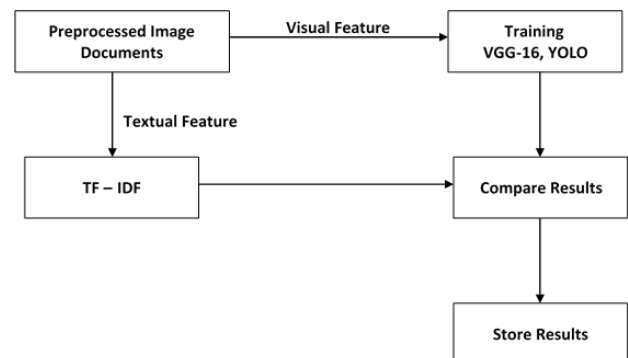 Preprocessed Image
Documents
Visual Feature
Training
VGG-16, YOLO
Textual Feature
TF – IDF
Compare Results
Store Results